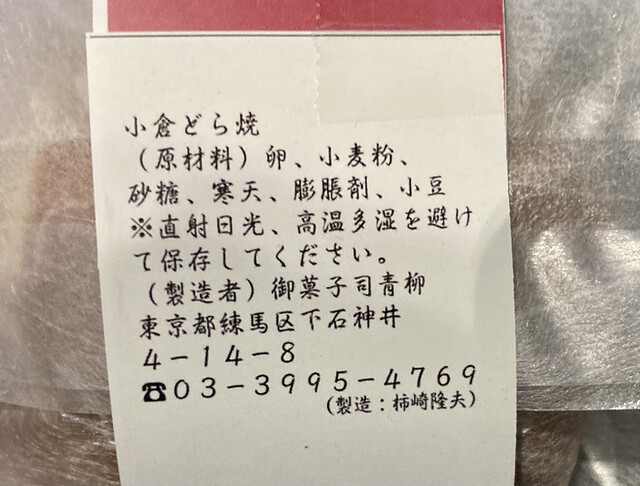 小倉どら焼
(原材料)卵、小麦粉、
砂糖、寒天、膨脹剤、小豆
※直射日光、高温多湿を避け
て保存してください。
(製造者)御菓子司青柳
東京都練馬区下石神井
4－14－8
☎03－3995－4769
(製造:柿崎隆夫)